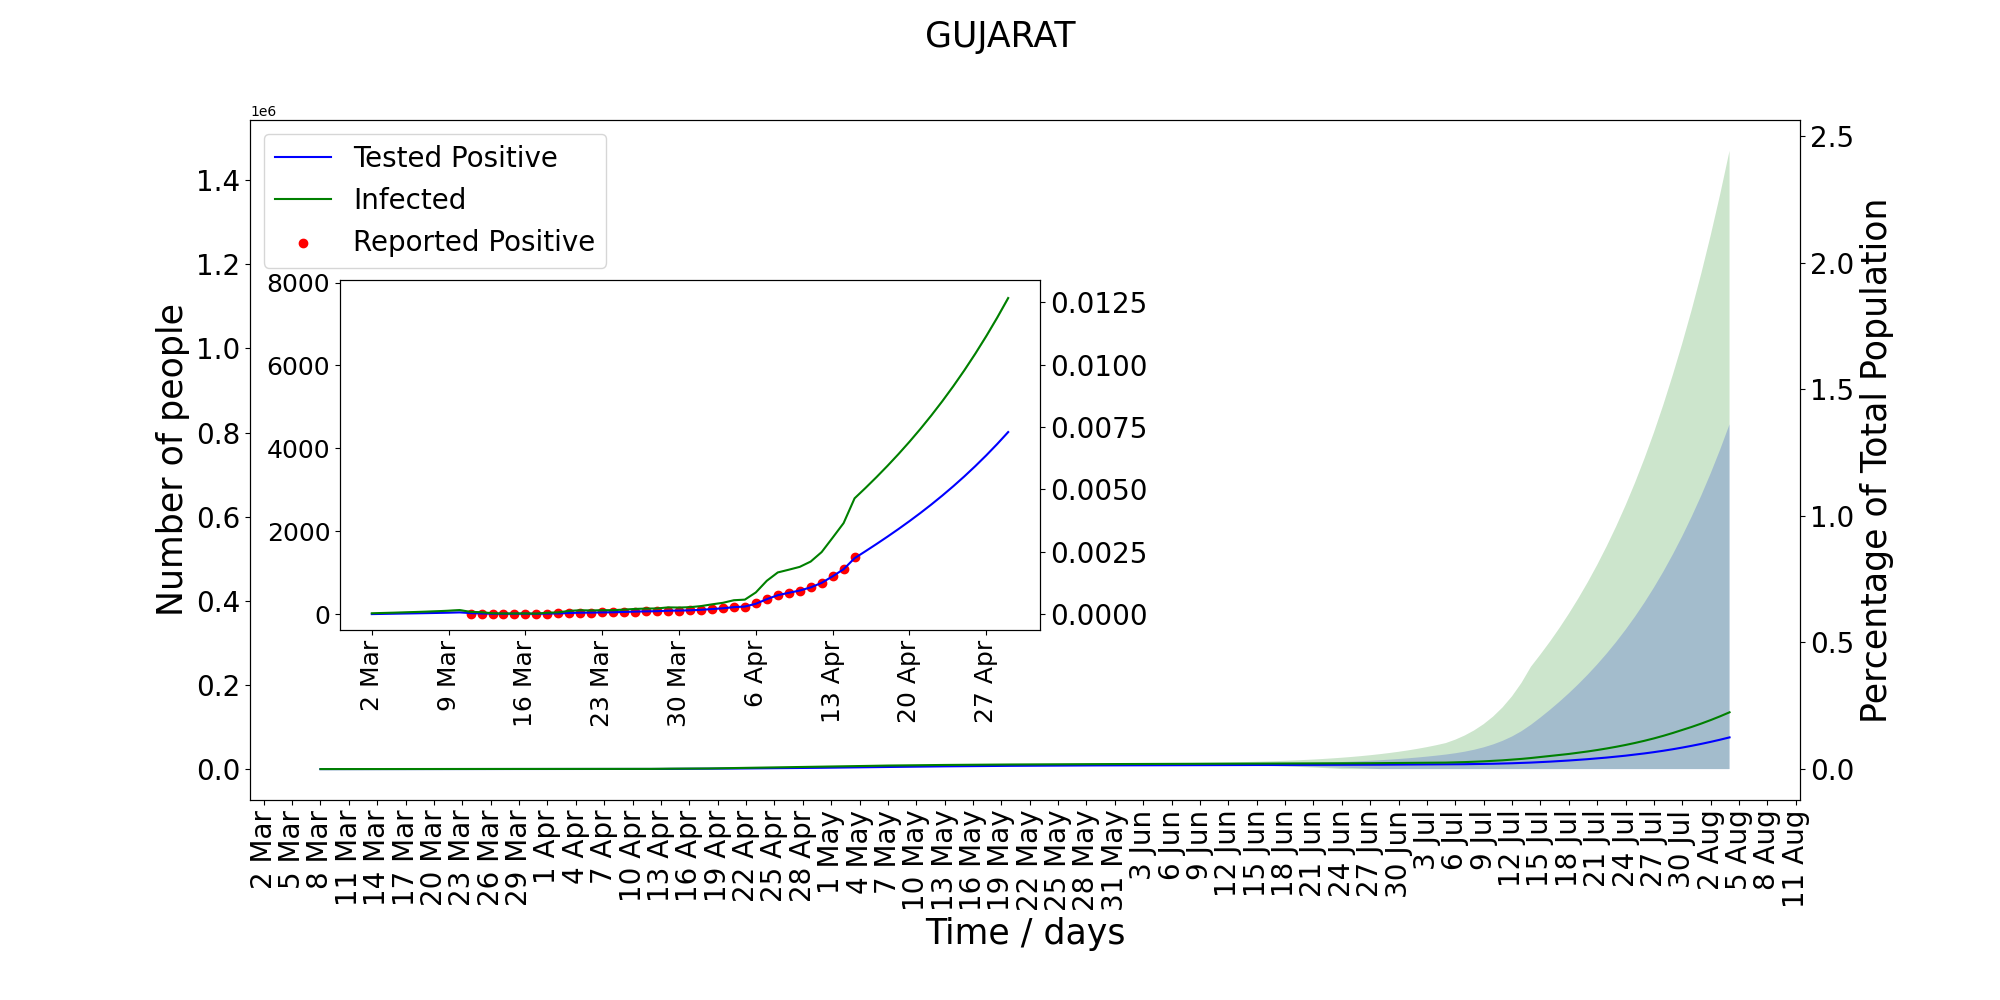 GUJARAT
1e6
Tested Positive
Infected
Reported Positive
1.4
1.2
1.0
0.8
0.6
0.4
0.2
0.0
Number of people
2.5
2.0
1.5
1.0
0.5
0.0
Percentage of Total Population
8000
6000
4000
2000
0
0.0125
0.0100
0.0075
0.0050
0.0025
0.0000
2 Mar
9 Mar
16 Mar
23 Mar
30 Mar
6 Apr
13 Apr
20 Apr
27 Apr
2 Mar
5 Mar
8 Mar
11 Mar
14 Mar
17 Mar
20 Mar
23 Mar
26 Mar
29 Mar
1 Apr
4 Apr
7 Apr
10 Apr
13 Apr
16 Apr
19 Apr
22 Apr
25 Apr
28 Apr
1 May
4 May
7 May
10 May
13 May
16 May
19 May
22 May
25 May
28 May
31 May
3 Jun
6 Jun
9 Jun
12 Jun
15 Jun
18 Jun
21 Jun
24 Jun
27 Jun
30 Jun
3 Jul
6 Jul
9 Jul
12 Jul
15 Jul
18 Jul
21 Jul
24 Jul
27 Jul
30 Jul
2 Aug
5 Aug
8 Aug
11 Aug
Time / days